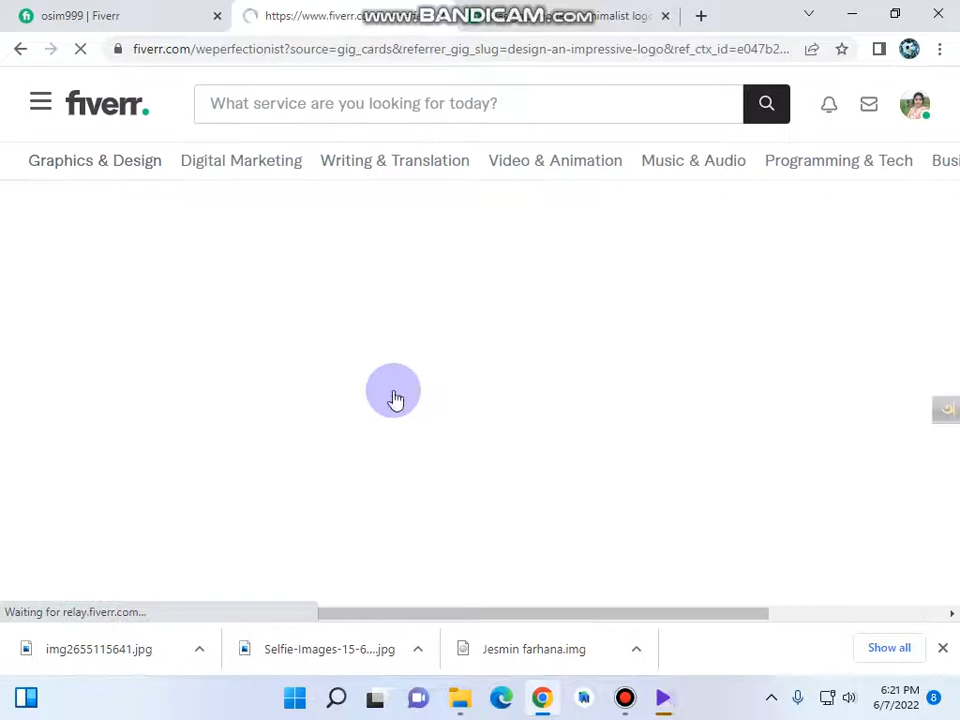 osim999 | Fiverr
https://www.fiverr.c
www.BANDICAM.com
nimalist logo
fiverr.com/weperfectionist?source=gig_cards&referrer_gig_slug=design-an-impressive-logo&ref_ctx_id=e047b2...
fiverr.
What service are you looking for today?
Graphics & Design
Digital Marketing
Writing & Translation
Video & Animation
Music & Audio
Programming & Tech
Busi
Waiting for relay.fiverr.com...
img2655115641.jpg
Selfie-Images-15-6....jpg
Jesmin farhana.img
Show all
6:21 PM
6/7/2022
8